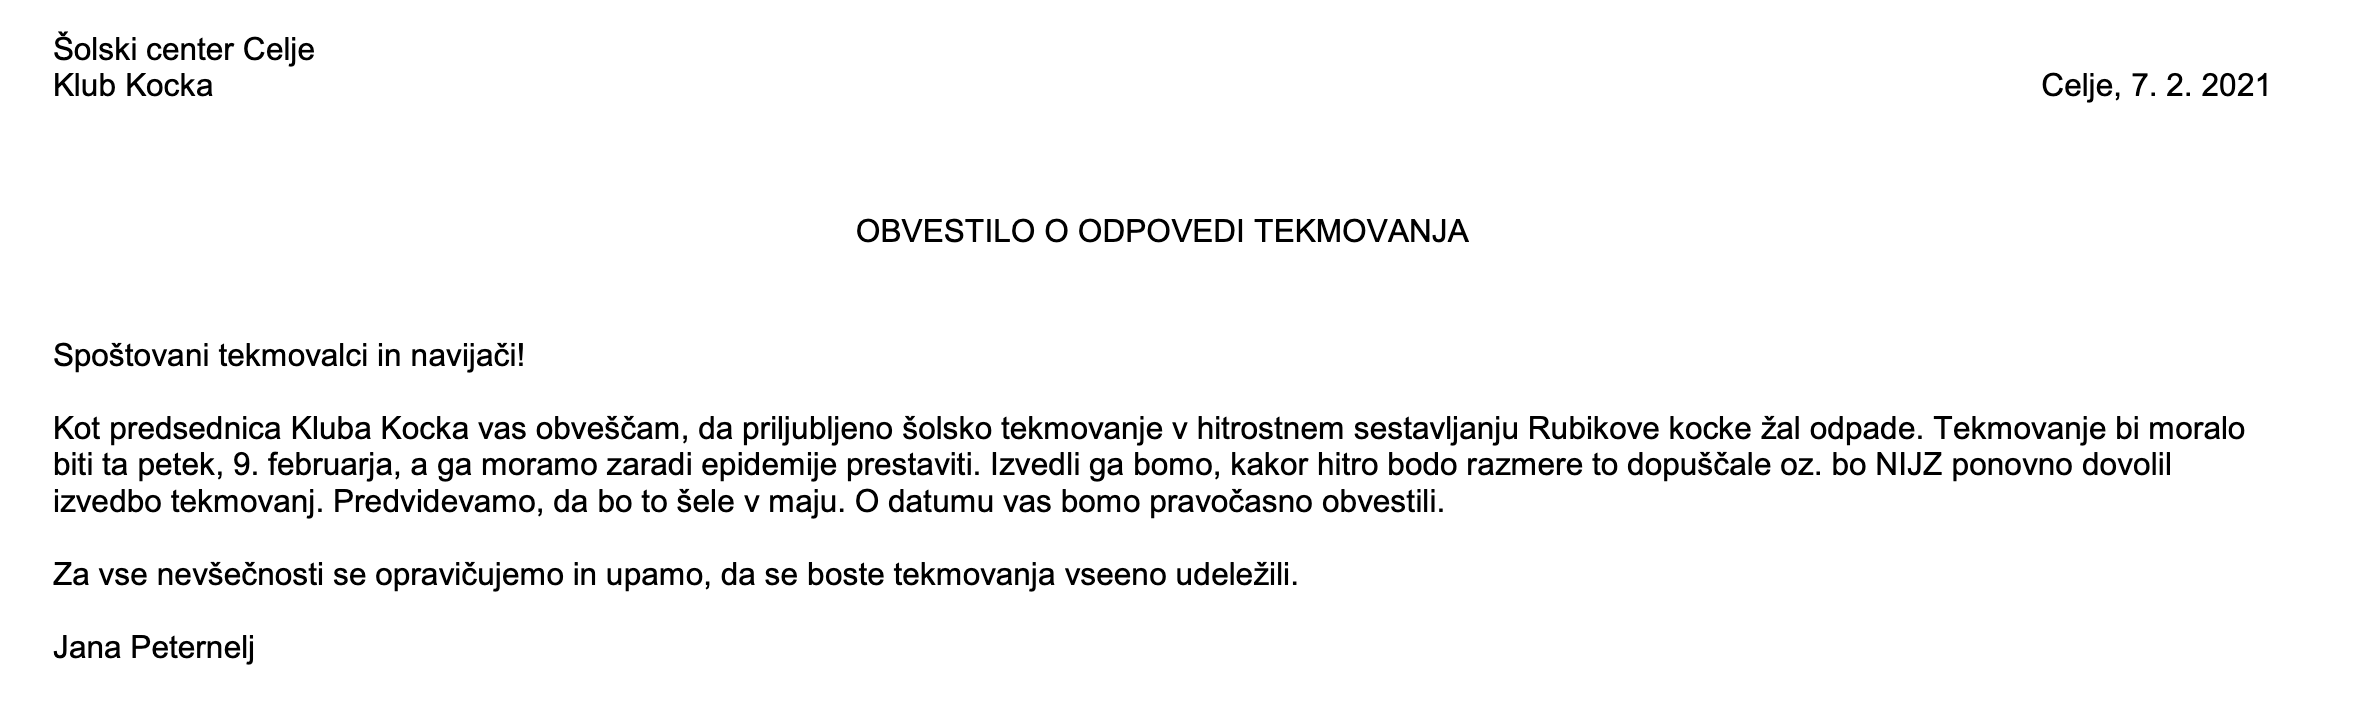 Šolski center Celje
Klub Kocka
Celje, 7. 2. 2021
OBVESTILO O ODPOVEDI TEKMOVANJA
Spoštovani tekmovalci in navijači!
Kot predsednica Kluba Kocka vas obveščam, da priljubljeno šolsko tekmovanje v hitrostnem sestavljanju Rubikove kocke žal odpade. Tekmovanje bi moralo
biti ta petek, 9. februarja, a ga moramo zaradi epidemije prestaviti. Izvedli ga bomo, kakor hitro bodo razmere to dopuščale oz. bo NIJZ ponovno dovolil
izvedbo tekmovanj. Predvidevamo, da bo to šele v maju. O datumu vas bomo pravočasno obvestili.
Za vse nevšečnosti se opravičujemo in upamo, da se boste tekmovanja vseeno udeležili.
Jana Peternelj